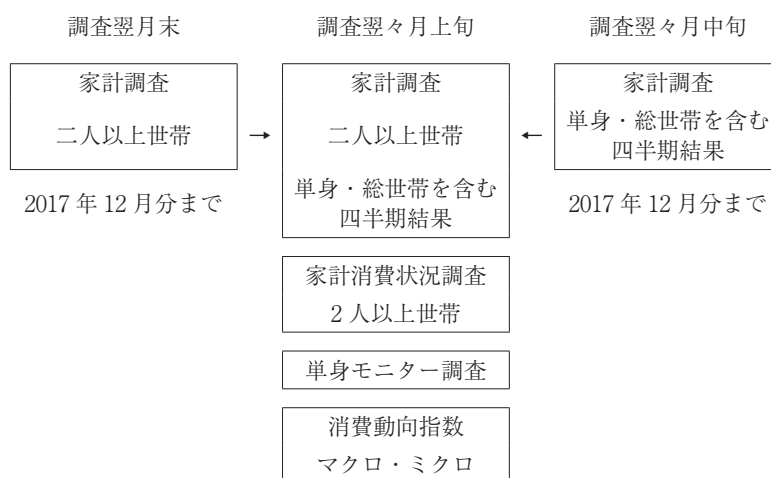 調査翌月末
調査翌々月上旬
調査翌々月中旬
家計調査
二人以上世帯
2017年12月分まで
→
家計調査
二人以上世帯
単身・総世帯を含む
四半期結果
←
家計調査
単身・総世帯を含む
四半期結果
2017年12月分まで
家計消費状況調査
2人以上世帯
単身モニター調査
消費動向指数
マクロ・ミクロ